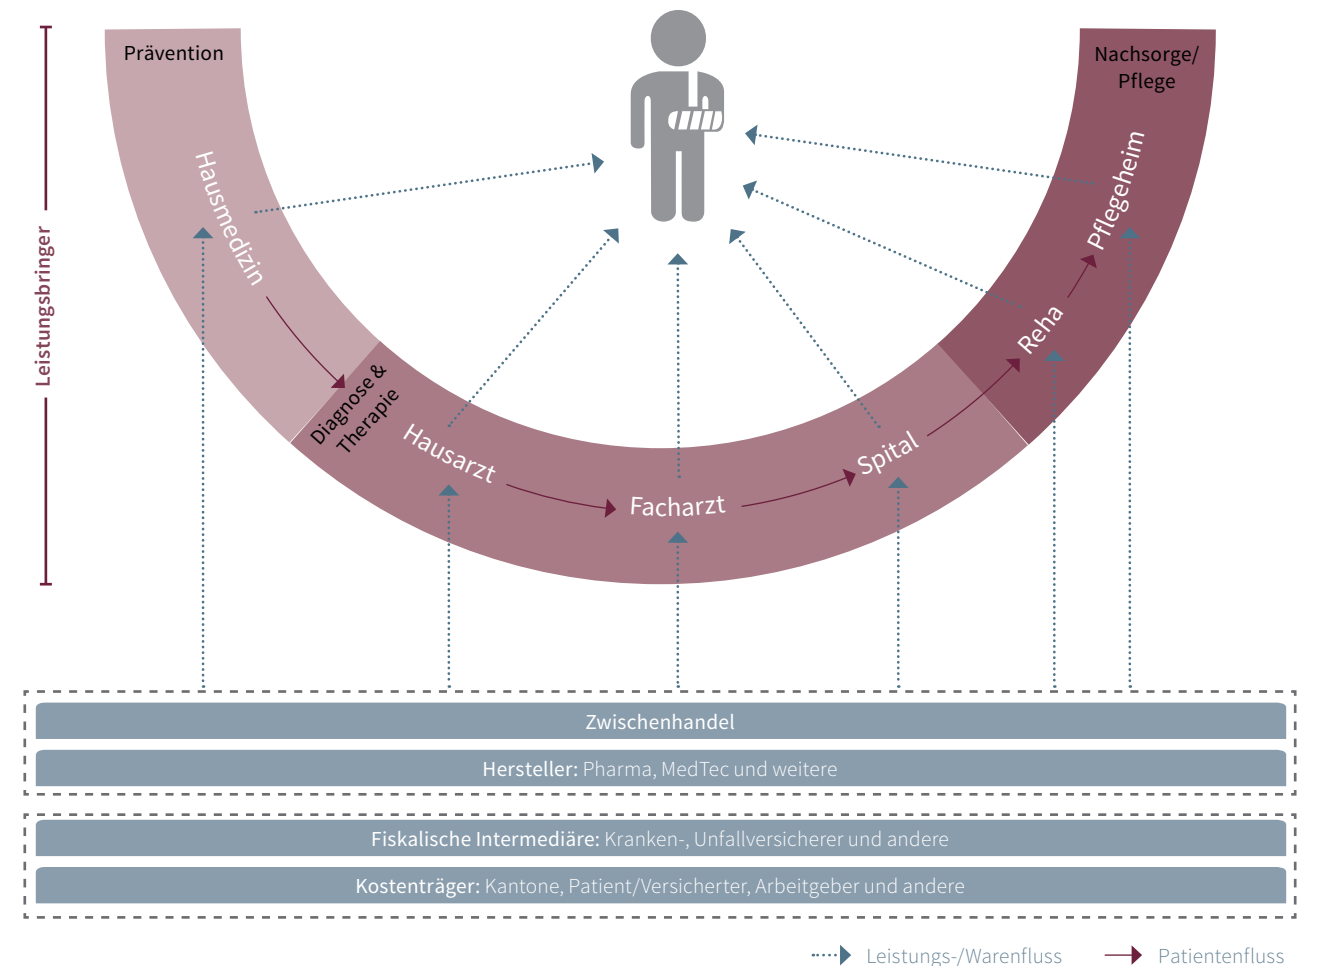 Prävention
Nachsorge/
Pflege
Leistungsbringer
Hausmedizin
Diagnose &
Therapie
Hausarzt
Facharzt
Spital
Reha
Pflegeheim
Zwischenhandel
Hersteller: Pharma, MedTec und weitere
Fiskalische Intermediäre: Kranken-, Unfallversicherer und andere
Kostenträger: Kantone, Patient/Versicherter, Arbeitgeber und andere
Leistungs-/Warenfluss
Patientenfluss